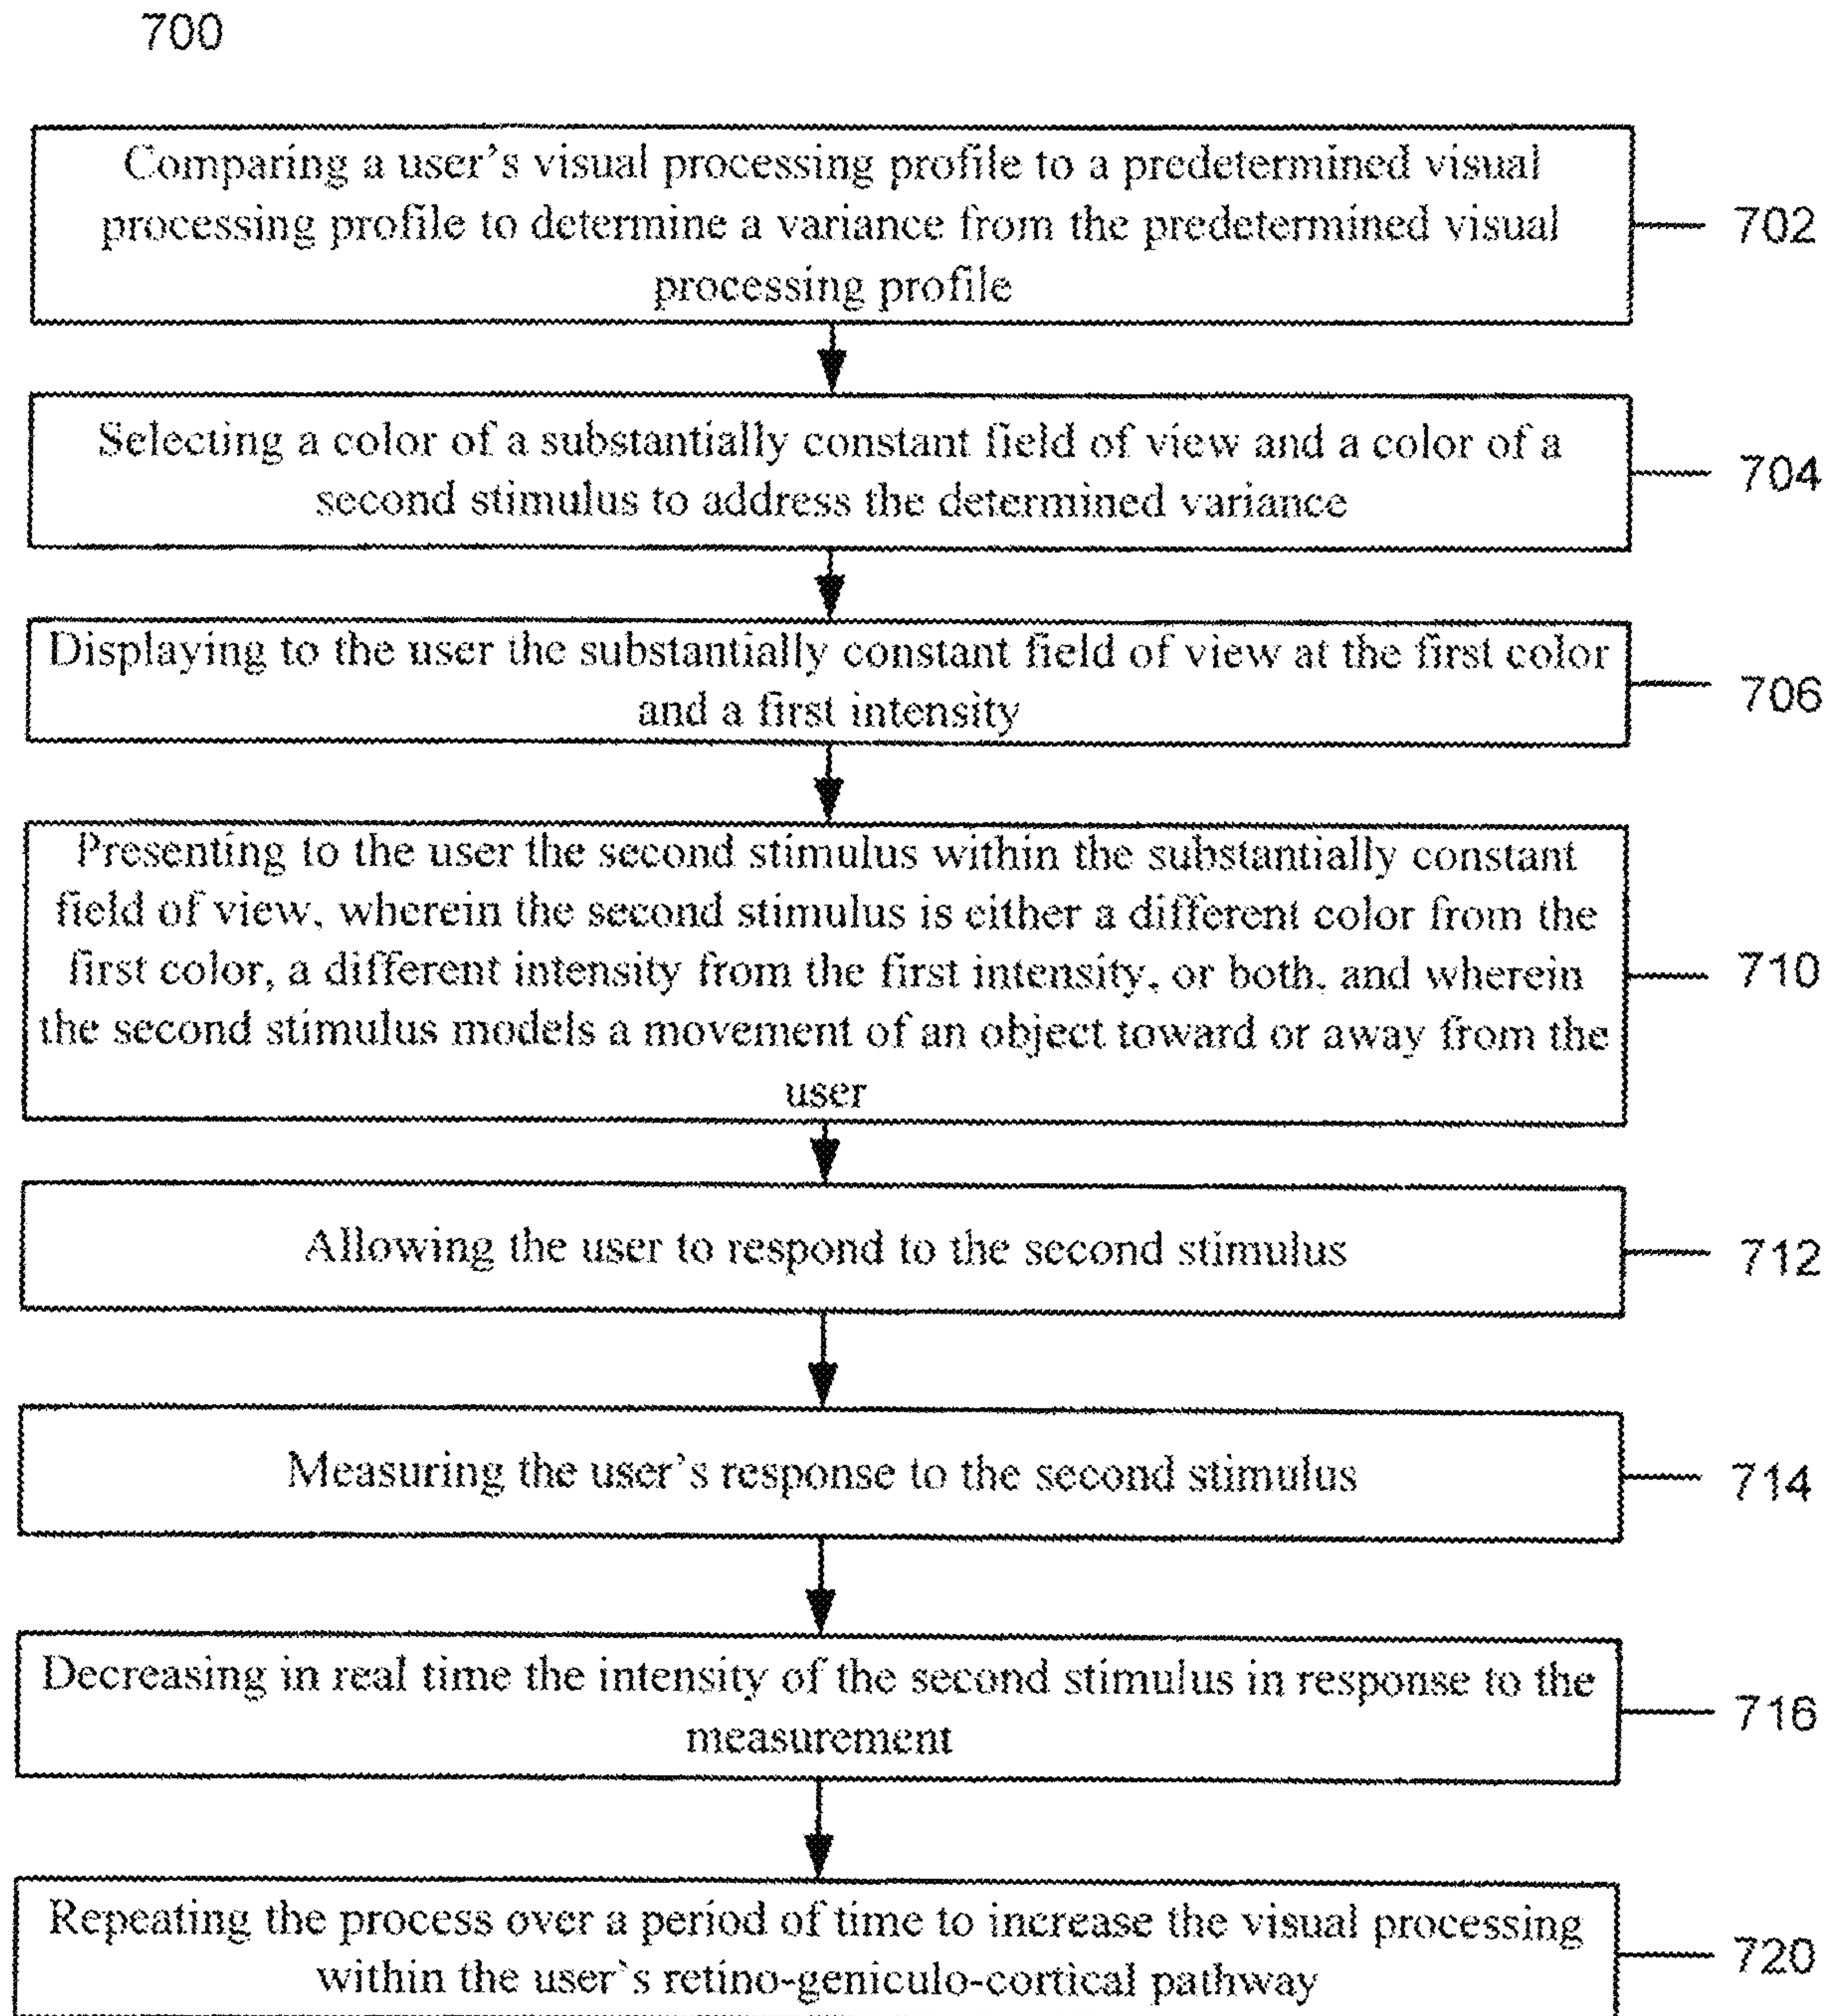 700
Comparing a user's visual processing profile to a predetermined visual
processing profile to determine a variance from the predetermined visual
processing profile
702
Selecting a color of a substantially constant field of view and a color of a
second stimulus to address the determined variance
704
Displaying to the user the substantially constant field of view at the first color
and a first intensity
706
Presenting to the user the second stimulus within the substantially constant
field of view, wherein the second stimulus is either a different color from the
first color, a different intensity from the first intensity, or both, and wherein
the second stimulus models a movement of an object toward or away from the
user
710
Allowing the user to respond to the second stimulus
712
Measuring the user's response to the second stimulus
714
Decreasing in real time the intensity of the second stimulus in response to the
measurement
716
Repeating the process over a period of time to increase the visual processing
within the user's retino-geniculo-cortical pathway
720